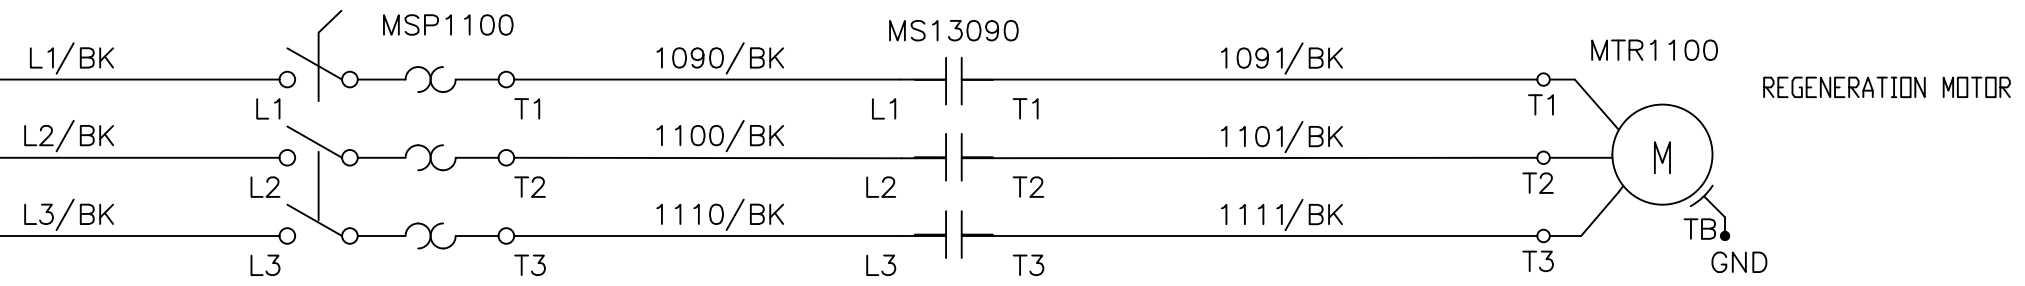 MSP1100
MS13090
MTR1100
L1/BK
1090/BK
1091/BK
REGENERATION MOTOR
L1
T1
L1
T1
T1
L2/BK
1100/BK
1101/BK
M
L2
T2
L2
T2
T2
L3/BK
1110/BK
1111/BK
TB
L3
T3
L3
T3
T3
GND